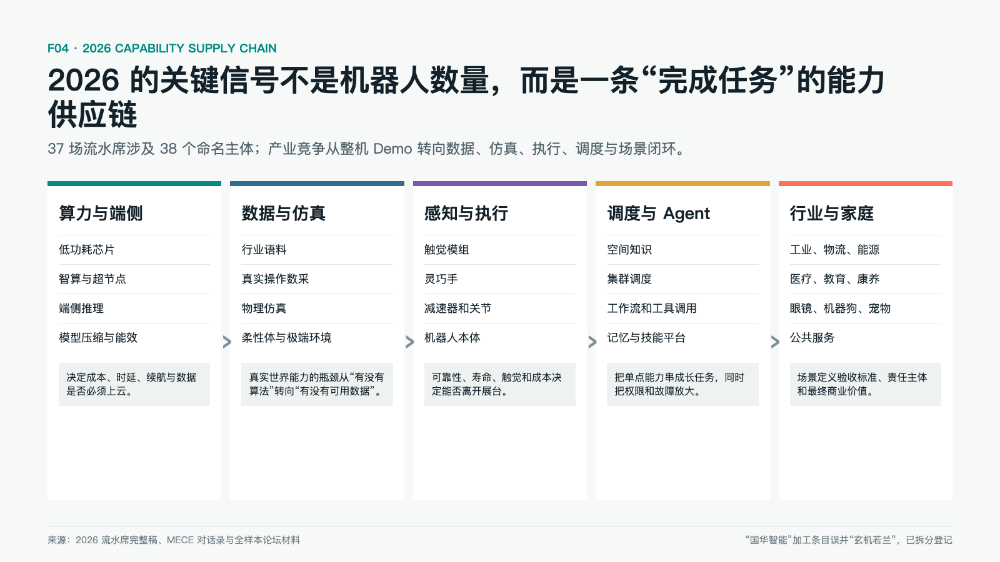 F04 · 2026 CAPABILITY SUPPLY CHAIN
2026 的关键信号不是机器人数量，而是一条“完成任务”的能力
供应链
37 场流水席涉及 38 个命名主体；产业竞争从整机 Demo 转向数据、仿真、执行、调度与场景闭环。
算力与端侧
低功耗芯片
智算与超节点
端侧推理
模型压缩与能效
决定成本、时延、续航与数据
是否必须上云。
>
数据与仿真
行业语料
真实操作数采
物理仿真
柔性体与极端环境
真实世界能力的瓶颈从“有没有
算法”转向“有没有可用数据”。
>
感知与执行
触觉模组
灵巧手
减速器和关节
机器人本体
可靠性、寿命、触觉和成本决
定能否离开展台。
>
调度与 Agent
空间知识
集群调度
工作流和工具调用
记忆与技能平台
把单点能力串成长任务，同时
把权限和故障放大。
>
行业与家庭
工业、物流、能源
医疗、教育、康养
眼镜、机器狗、宠物
公共服务
场景定义验收标准、责任主体
和最终商业价值。
来源：2026 流水席完整稿、MECE 对话录与全样本论坛材料
“国华智能”加工条目误并“玄机若兰”，已拆分登记